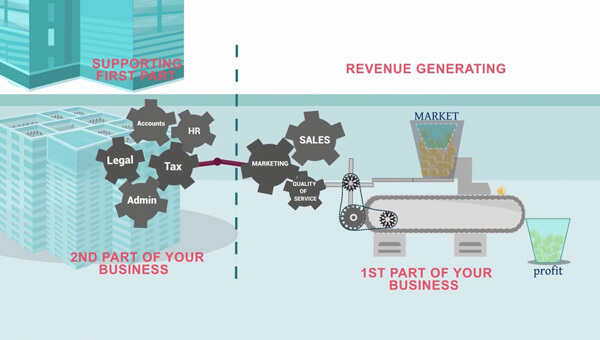 SUPPORTING
FIRST PART
REVENUE GENERATING
Accounts
HR
Legal
Tax
Admin
MARKETING
SALES
QUALITY
OF
SERVICE
MARKET
profit
2ND PART OF YOUR
BUSINESS
1ST PART OF YOUR
BUSINESS